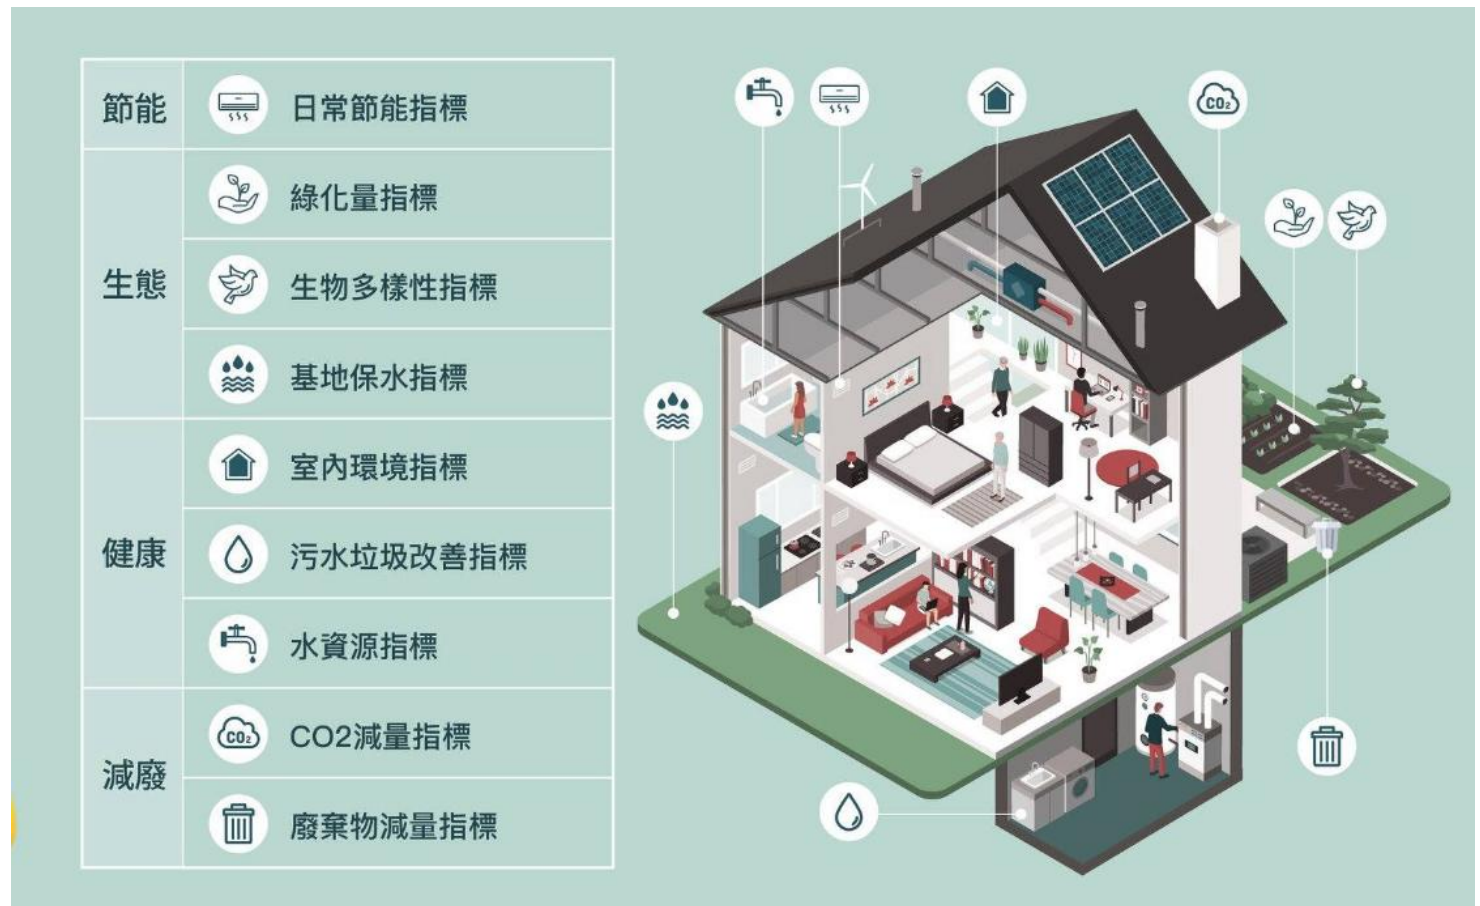 節能
日常節能指標
生態
綠化量指標
生物多樣性指標
基地保水指標
健康
室內環境指標
污水垃圾改善指標
水資源指標
減廢
CO2減量指標
廢棄物減量指標
CO₂
CO₂